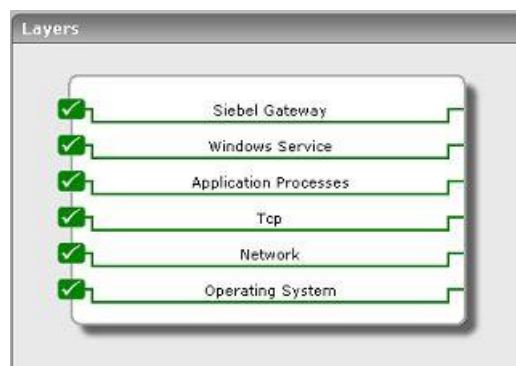 Layers
Siebel Gateway
Windows Service
Application Processes
Tcp
Network
Operating System